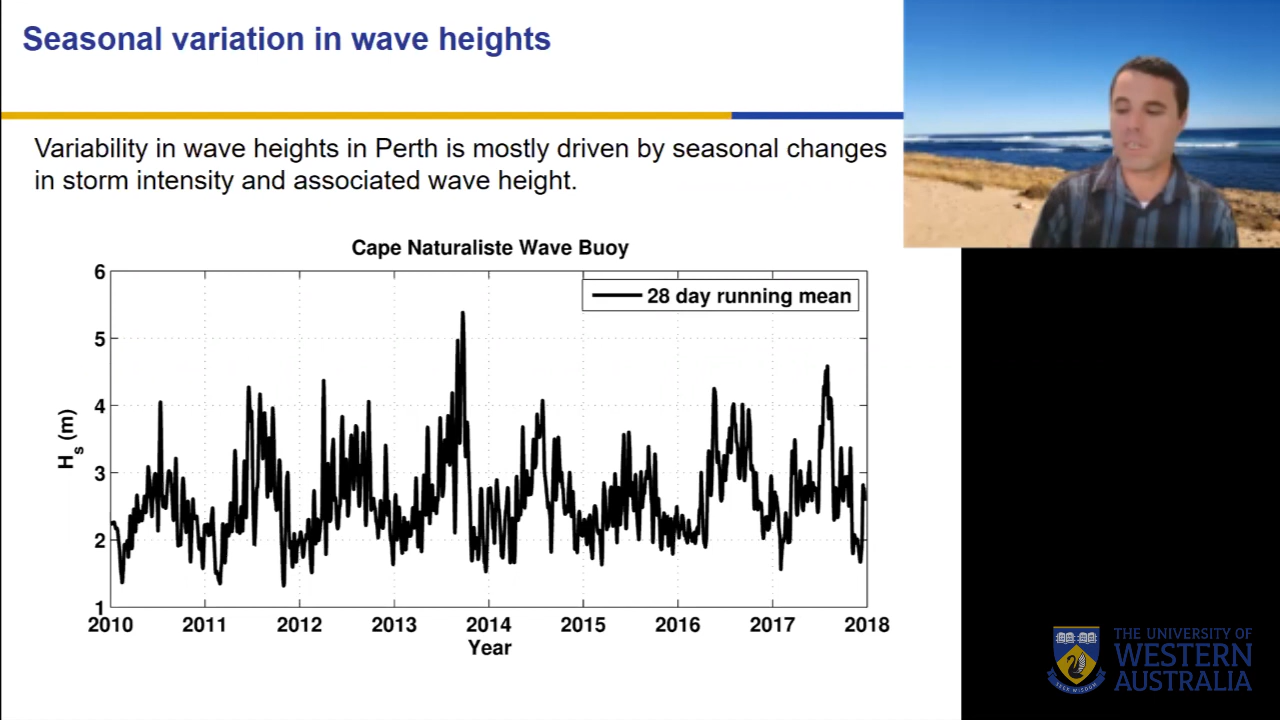 Seasonal variation in wave heights
Variability in wave heights in Perth is mostly driven by seasonal changes
in storm intensity and associated wave height.
Cape Naturaliste Wave Buoy
28 day running mean
6
5
4
3
2
1
Hs (m)
2010 2011 2012 2013 2014 2015 2016 2017 2018
Year
THE UNIVERSITY OF
WESTERN
AUSTRALIA
SEEK WISDOM